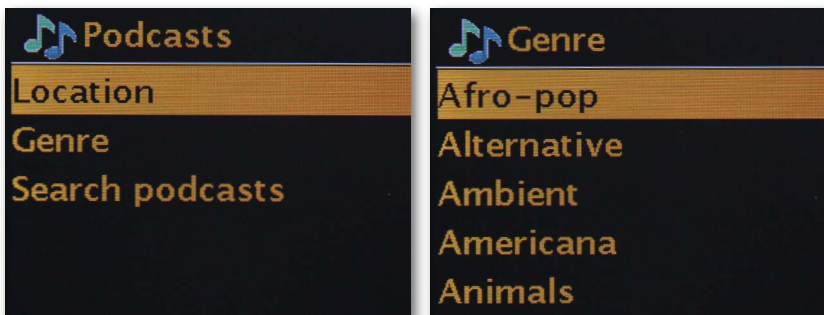 Podcasts
Location
Genre
Search podcasts
Genre
Afro-pop
Alternative
Ambient
Americana
Animals